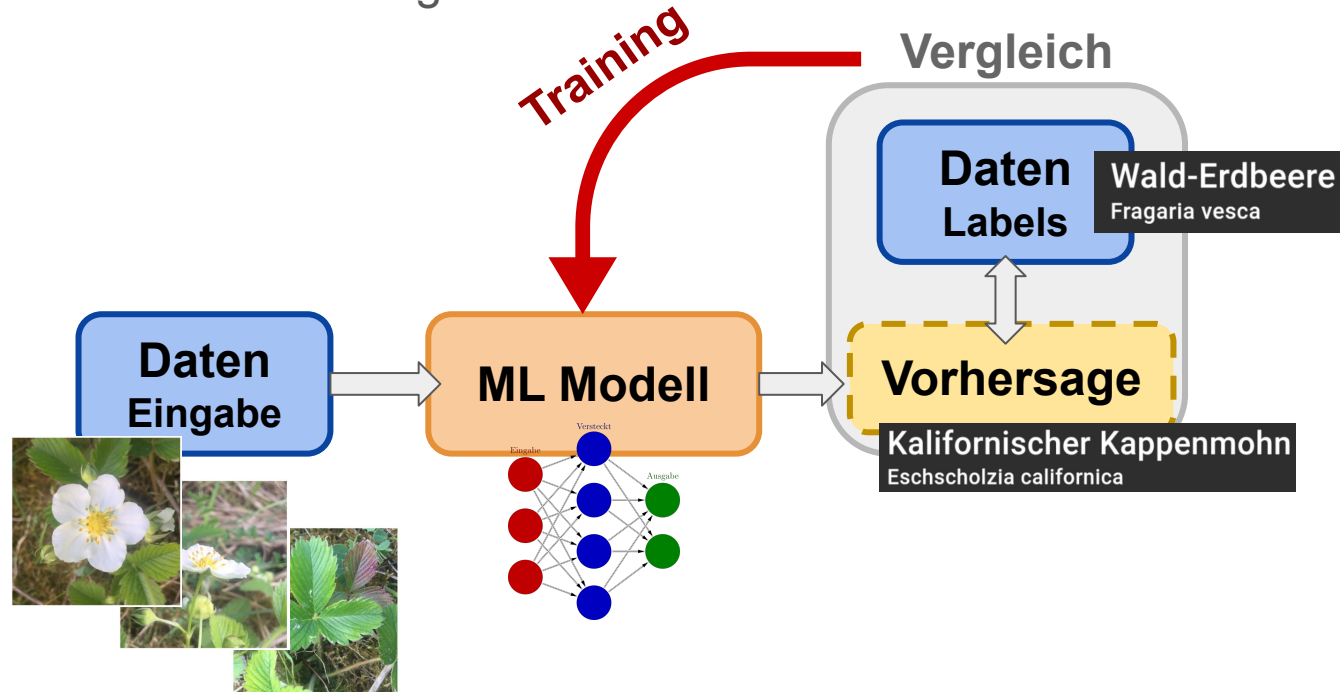 Training
Vergleich
Daten
Labels
Wald-Erdbeere
Fragaria vesca
Daten
Eingabe
ML Modell
Vorhersage
Kalifornischer Kappenmohn
Eschscholzia californica
Versteckt
Eingabe
Ausgabe